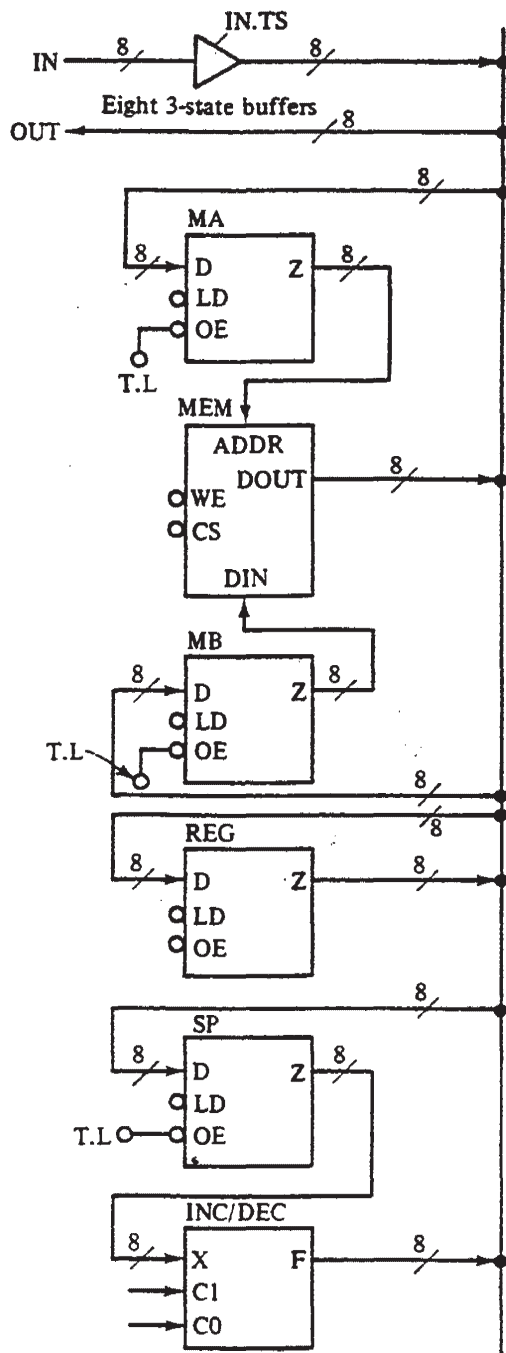 IN.TS
IN 8 8
Eight 3-state buffers
OUT 8
8
MA
8 D Z 8
LD
OE
T.L
MEM
ADDR
DOUT 8
WE
CS
DIN
MB
8 D Z 8
LD
T.L OE
8
8
REG
8 D Z 8
LD
OE
8
SP
8 D Z 8
LD
T.L OE
INC/DEC
8 X F 8
C1
C0